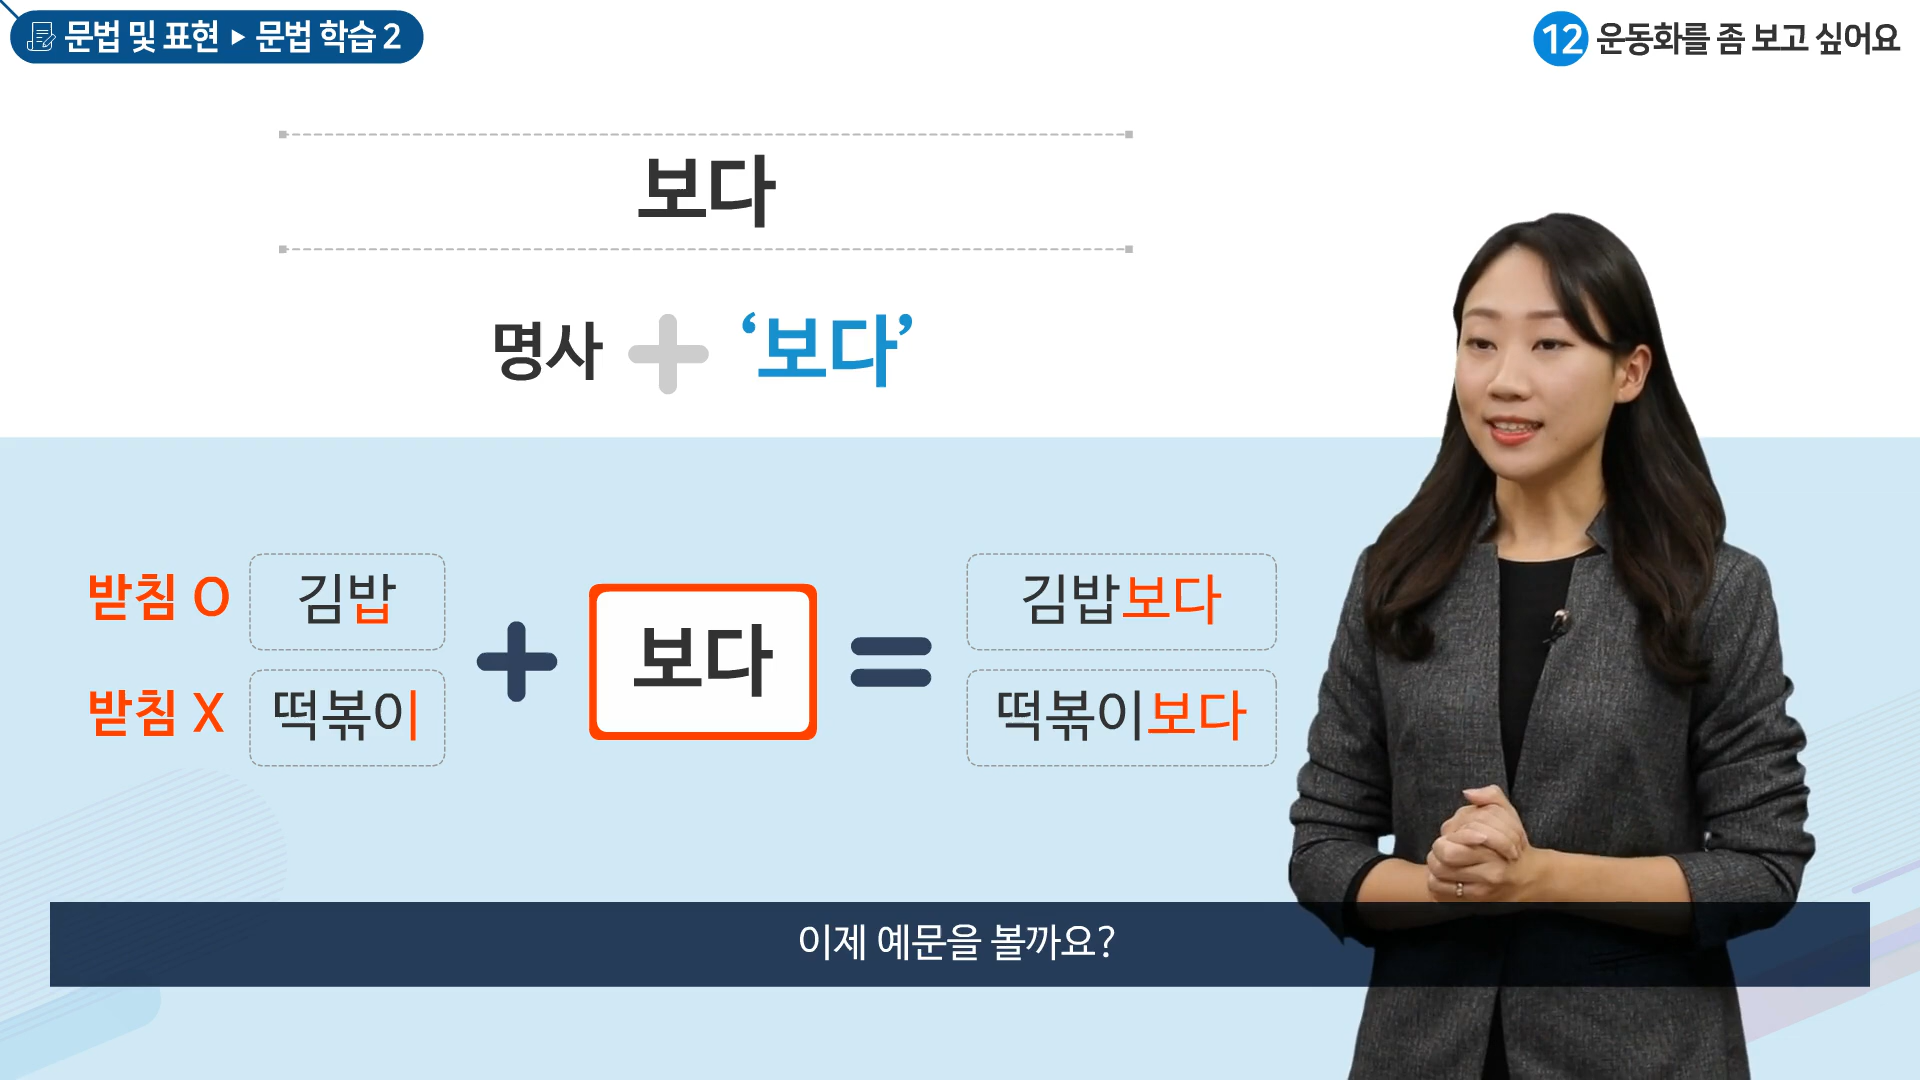 문법 및 표현 ▶ 문법 학습 2
12 운동화를 좀 보고 싶어요
보다
명사 + ‘보다’
받침 O 김밥
받침 X 떡볶이
+ 보다 =
김밥보다
떡볶이보다
이제 예문을 볼까요?